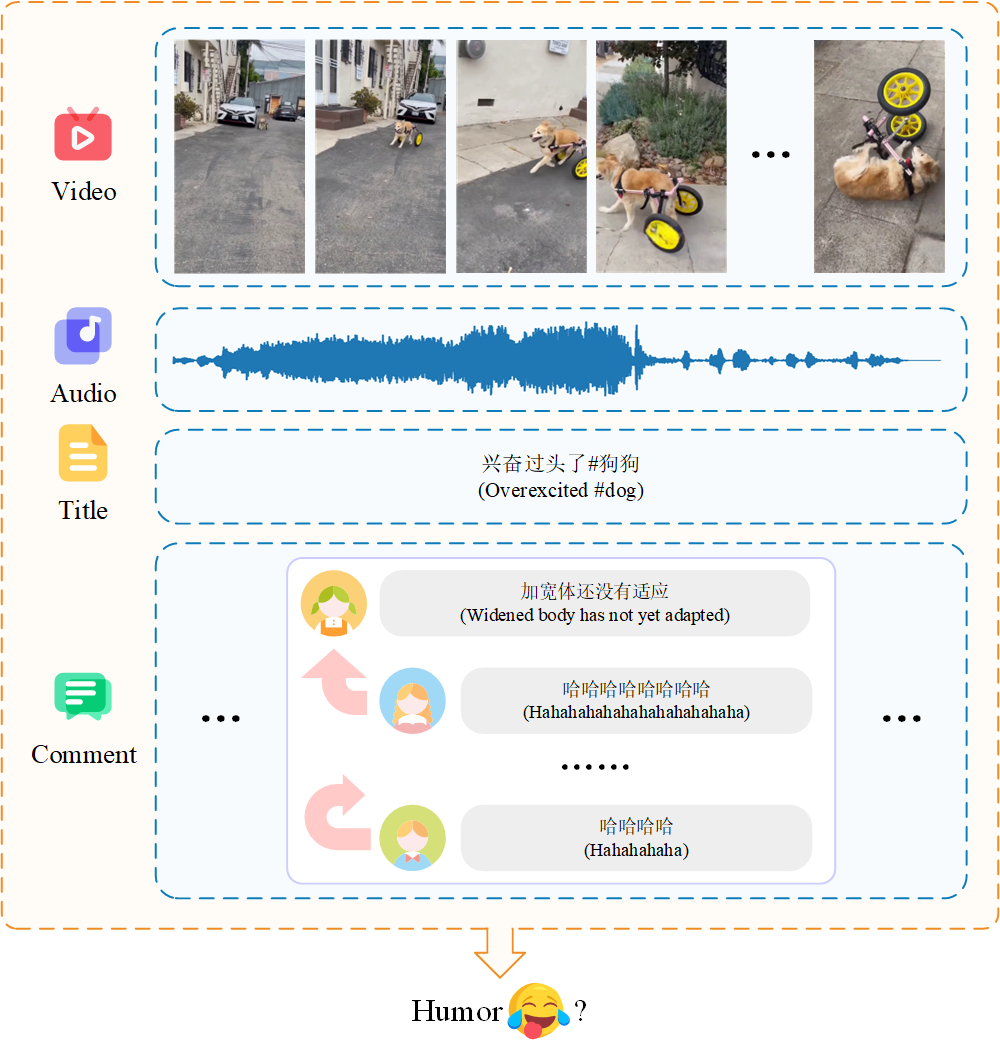 Video
Audio
Title
兴奋过头了#狗狗
(Overexcited #dog)
Comment
加宽体还没有适应
(Widened body has not yet adapted)
哈哈哈哈哈哈哈哈
(Hahahahahahahahahahahaha)
······
哈哈哈哈
(Hahahahaha)
Humor ?